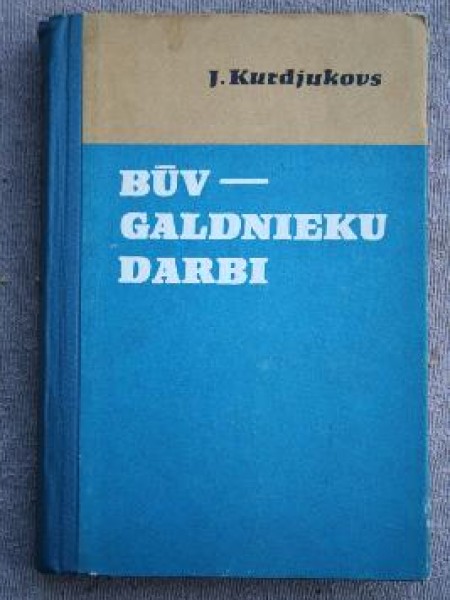 J. Kurdjukovs
BŪV —
GALDNIEKU
DARBI